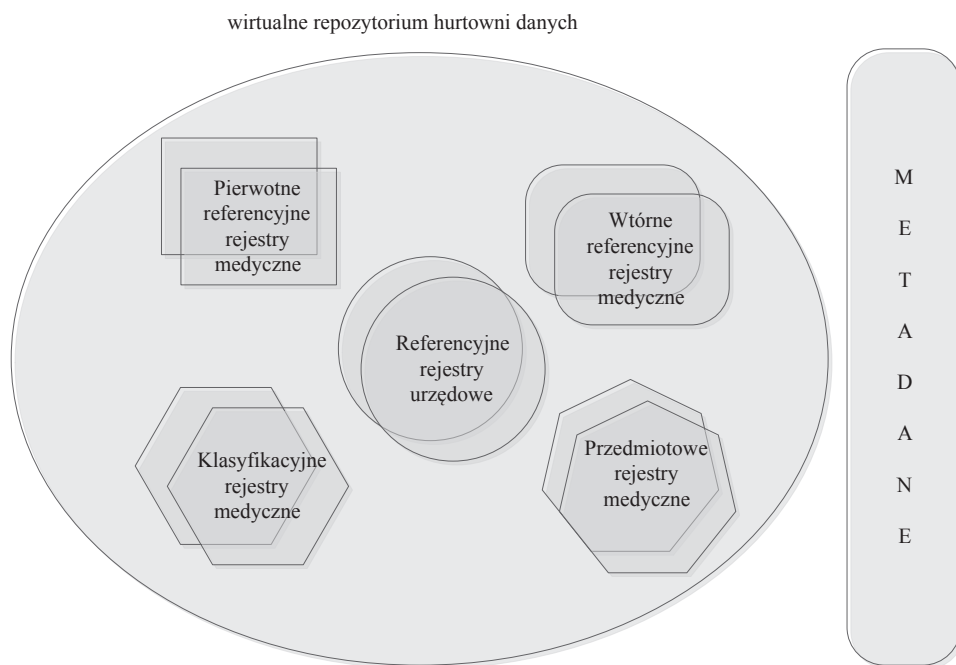 wirtualne repozytorium hurtowni danych
Pierwotne
referencyjne
rejestry
medyczne
Wtórne
referencyjne
rejestry
medyczne
Referencyjne
rejestry
urzędowe
Klasyfikacyjne
rejestry
medyczne
Przedmiotowe
rejestry
medyczne
M
E
T
A
D
A
N
E